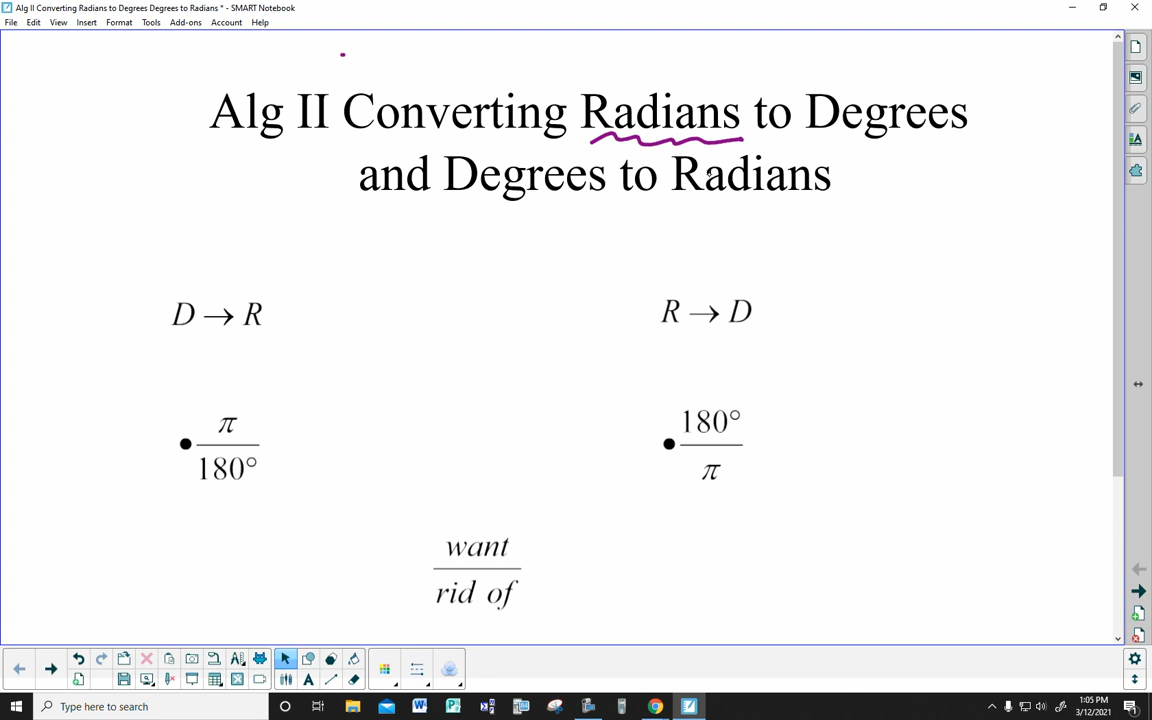 Alg II Converting Radians to Degrees Degrees to Radians * - SMART Notebook
File Edit View Insert Format Tools Add-ons Account Help
Alg II Converting Radians to Degrees
and Degrees to Radians
D → R
R → D
• π/180°
• 180°/π
want
rid of
Type here to search
1:05 PM
3/12/2021